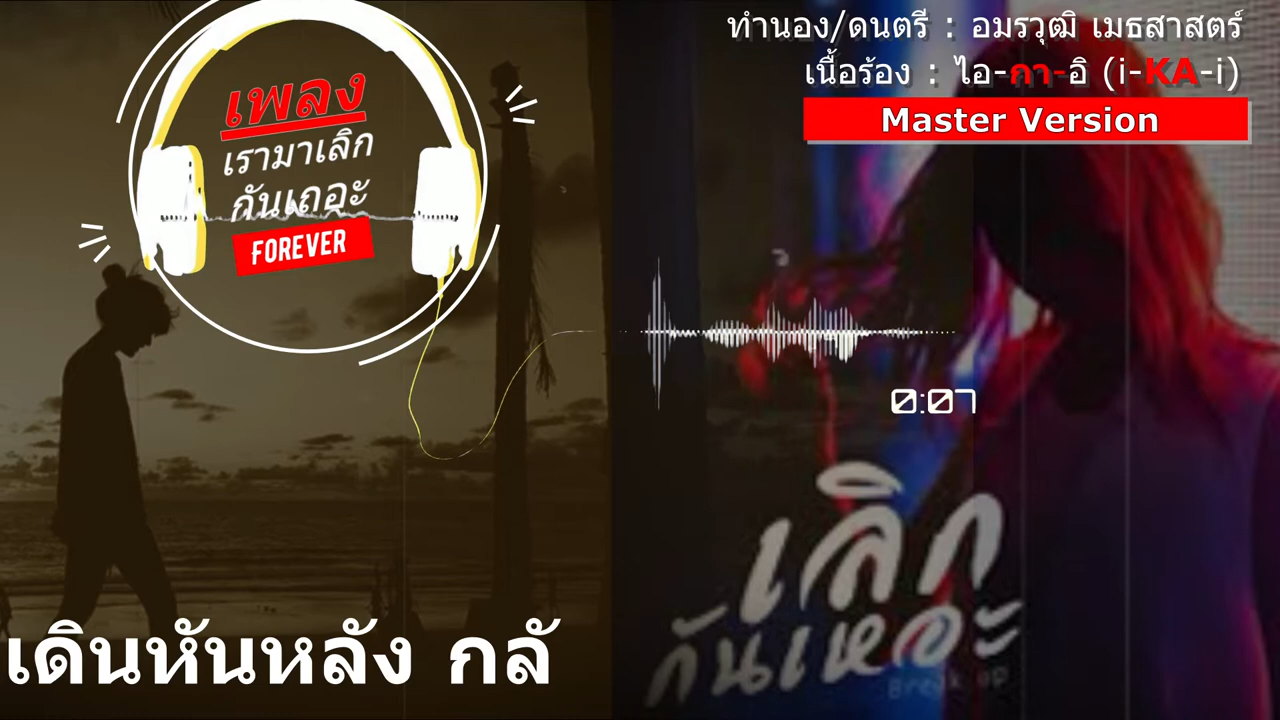 ทำนอง/ดนตรี : อมรวุฒิ เมธสาสตร์
เนื้อร้อง : ไอ-กา-อิ (i-KA-i)
Master Version
เพลง
เรามาเลิก
กันเถอะ
FOREVER
0:07
เลิก
กันเหอะ
Break up
เดินหันหลัง กลั